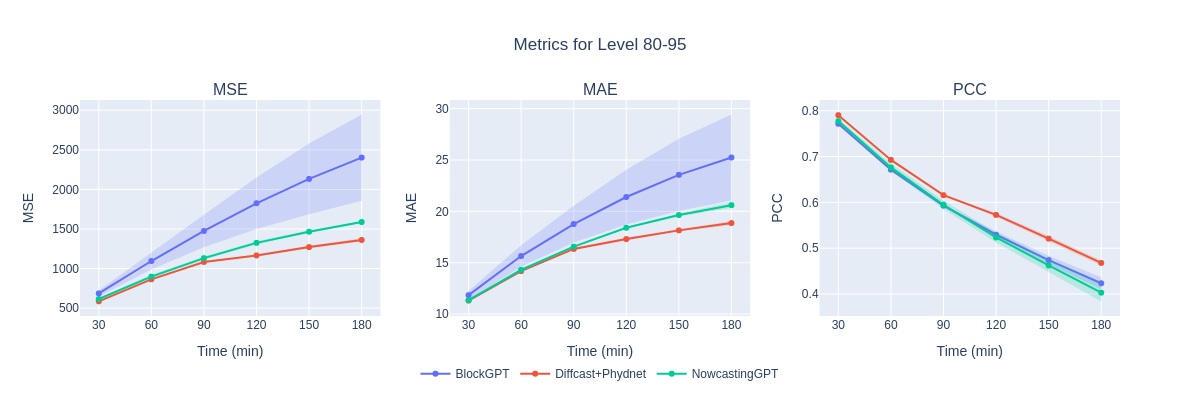 Metrics for Level 80-95
MSE
MAE
PCC
3000
2500
2000
1500
1000
500
MSE
30 60 90 120 150 180
Time (min)
30
25
20
15
10
MAE
30 60 90 120 150 180
Time (min)
0.8
0.7
0.6
0.5
0.4
PCC
30 60 90 120 150 180
Time (min)
BlockGPT Diffcast+Phydnet NowcastingGPT